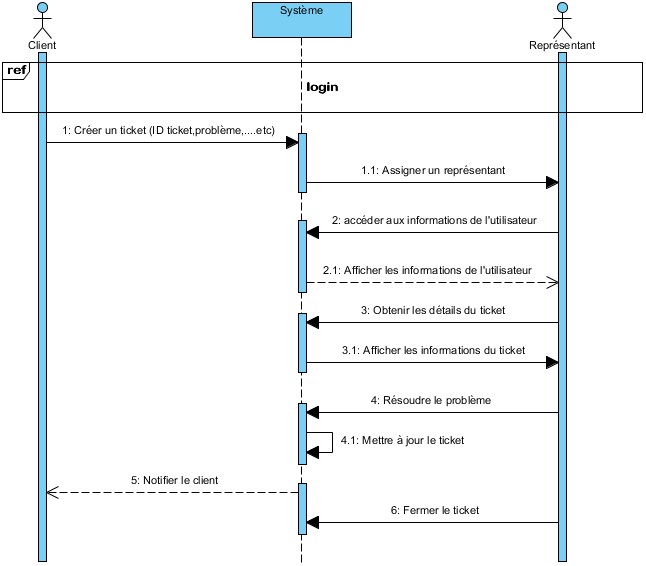 Système
Client
Représentant
ref
login
1: Créer un ticket (ID ticket,problème,....etc)
1.1: Assigner un représentant
2: accéder aux informations de l'utilisateur
2.1: Afficher les informations de l'utilisateur
3: Obtenir les détails du ticket
3.1: Afficher les informations du ticket
4: Résoudre le problème
4.1: Mettre à jour le ticket
5: Notifier le client
6: Fermer le ticket